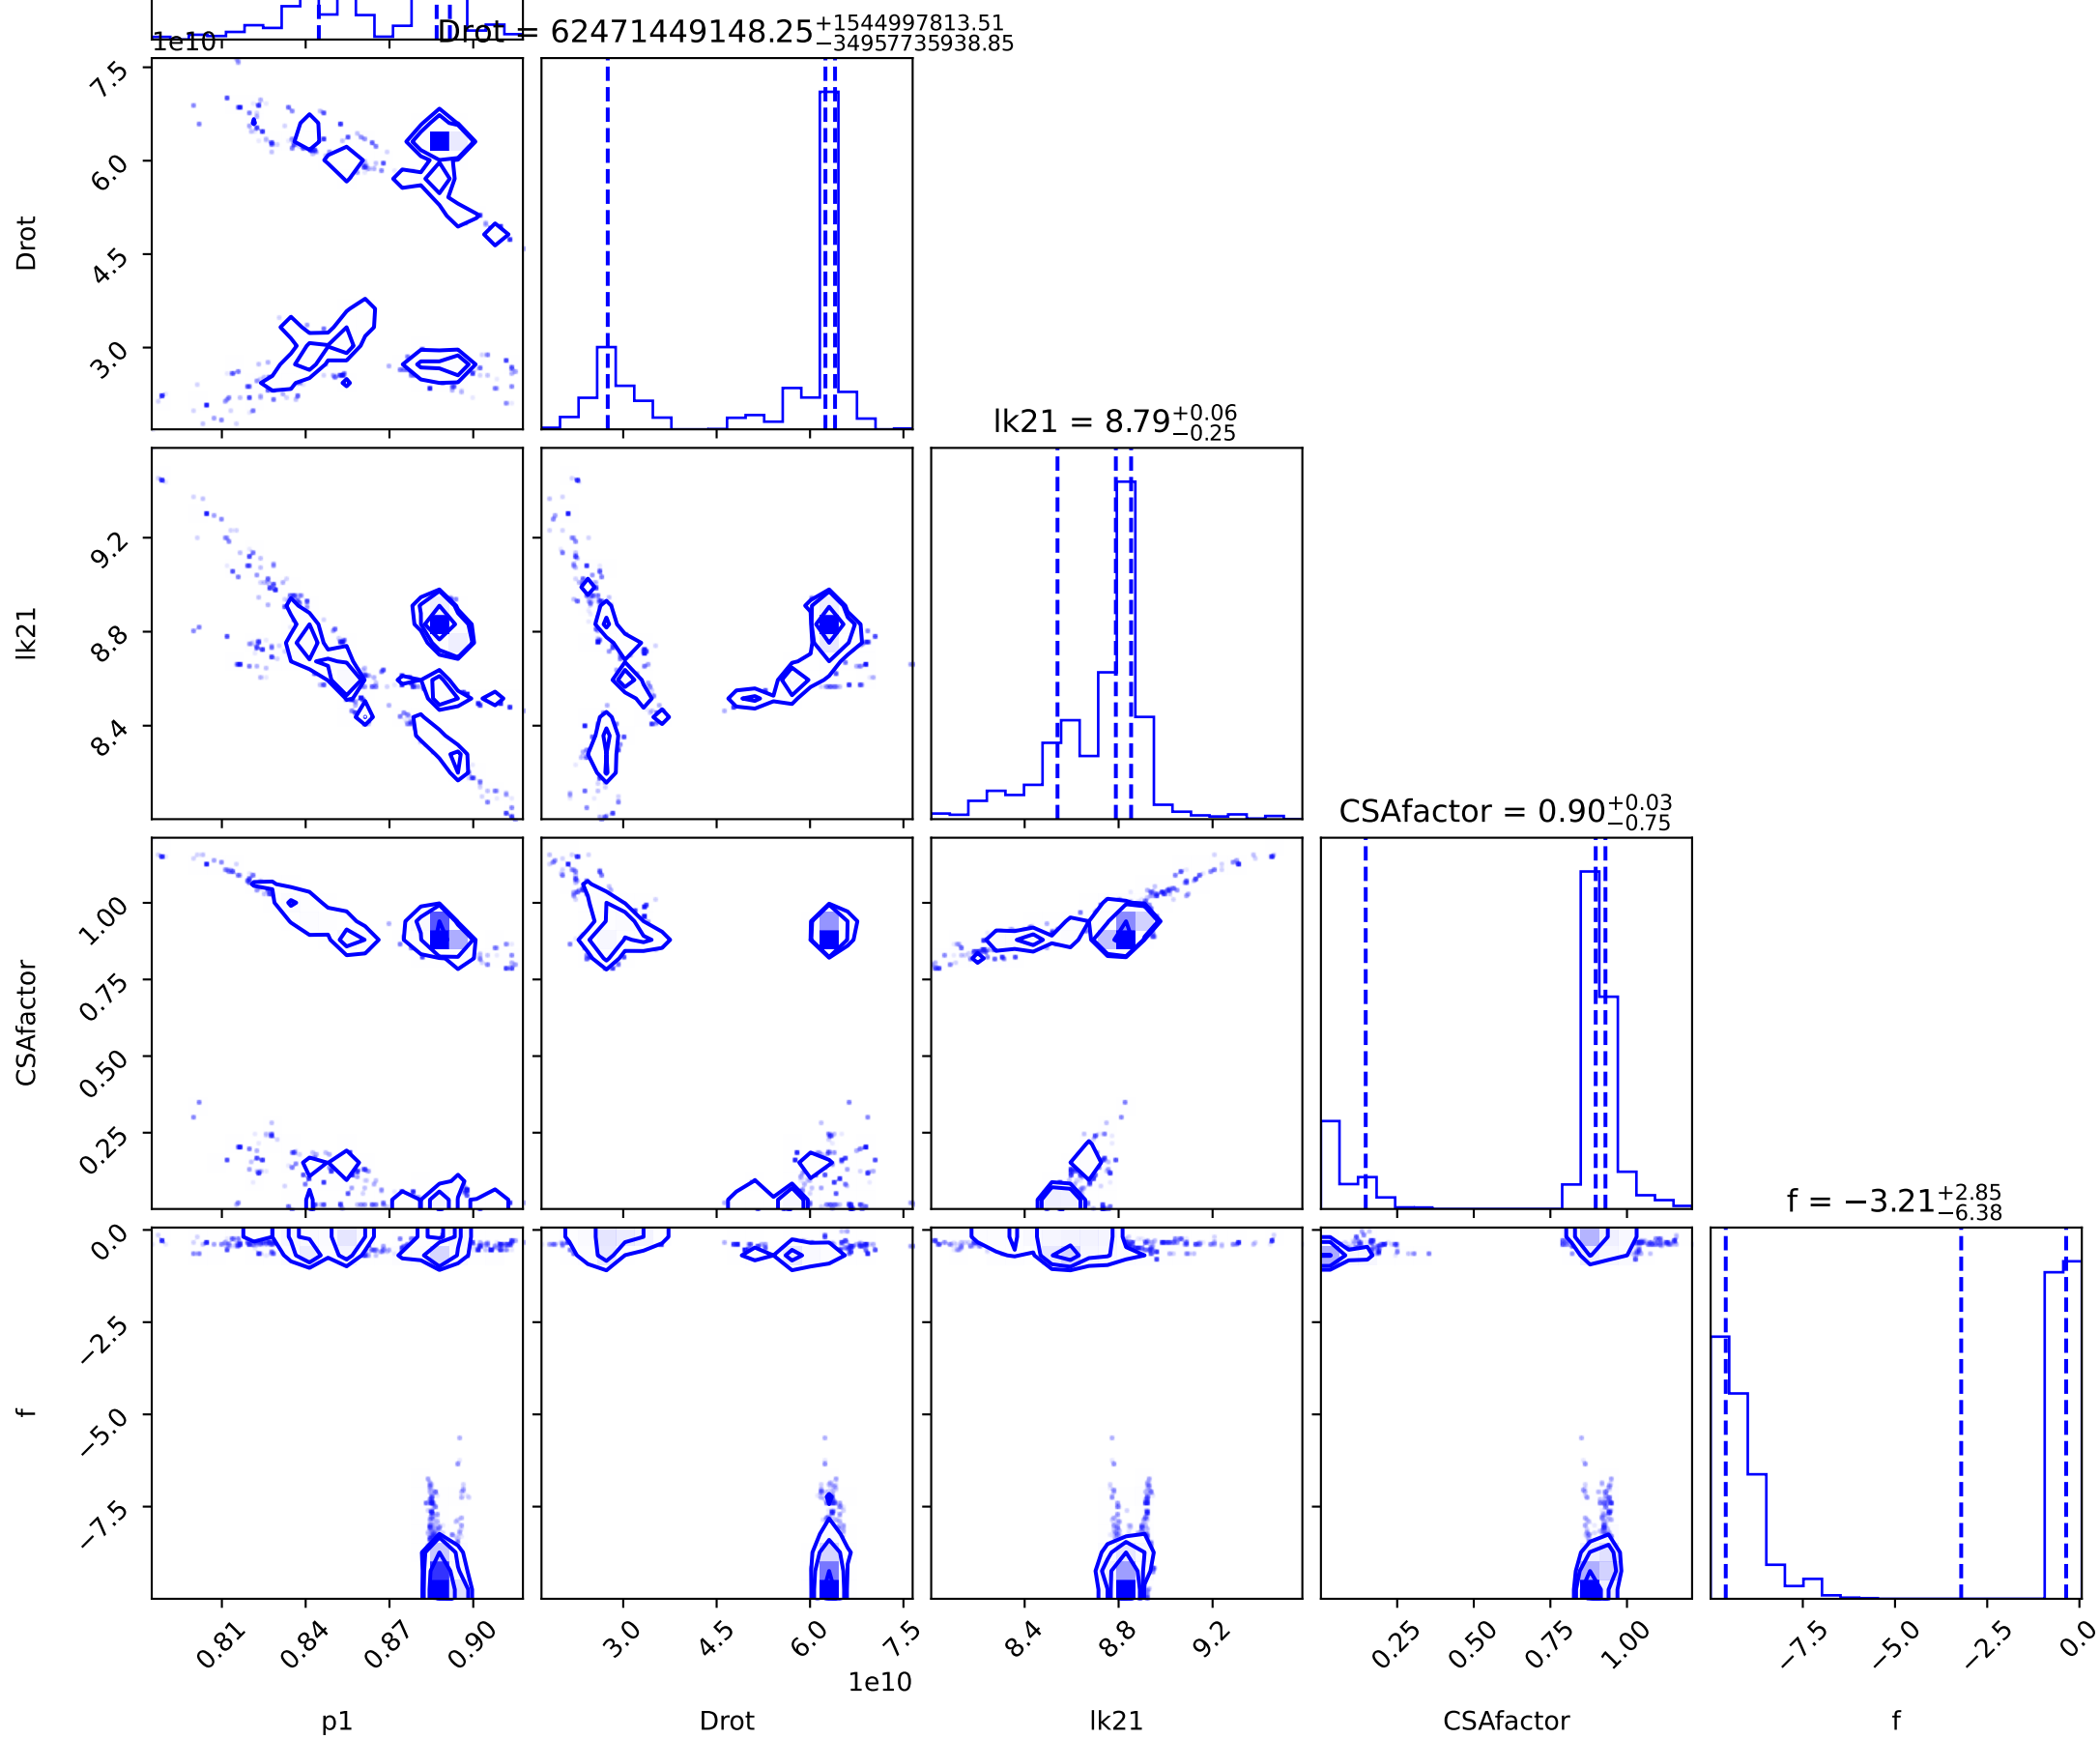 1e10
Drot = 62471449148.25+1544997813.51−34957735938.85
7.5
6.0
4.5
3.0
Drot
lk21 = 8.79+0.06−0.25
9.2
8.8
8.4
lk21
CSAfactor = 0.90+0.03−0.75
1.00
0.75
0.50
0.25
CSAfactor
f = −3.21+2.85−6.38
0.0
−2.5
−5.0
−7.5
f
0.81 0.84 0.87 0.90 3.0 4.5 6.0 7.5 8.4 8.8 9.2 0.25 0.50 0.75 1.00 −7.5 −5.0 −2.5 0.0
1e10
p1 Drot lk21 CSAfactor f